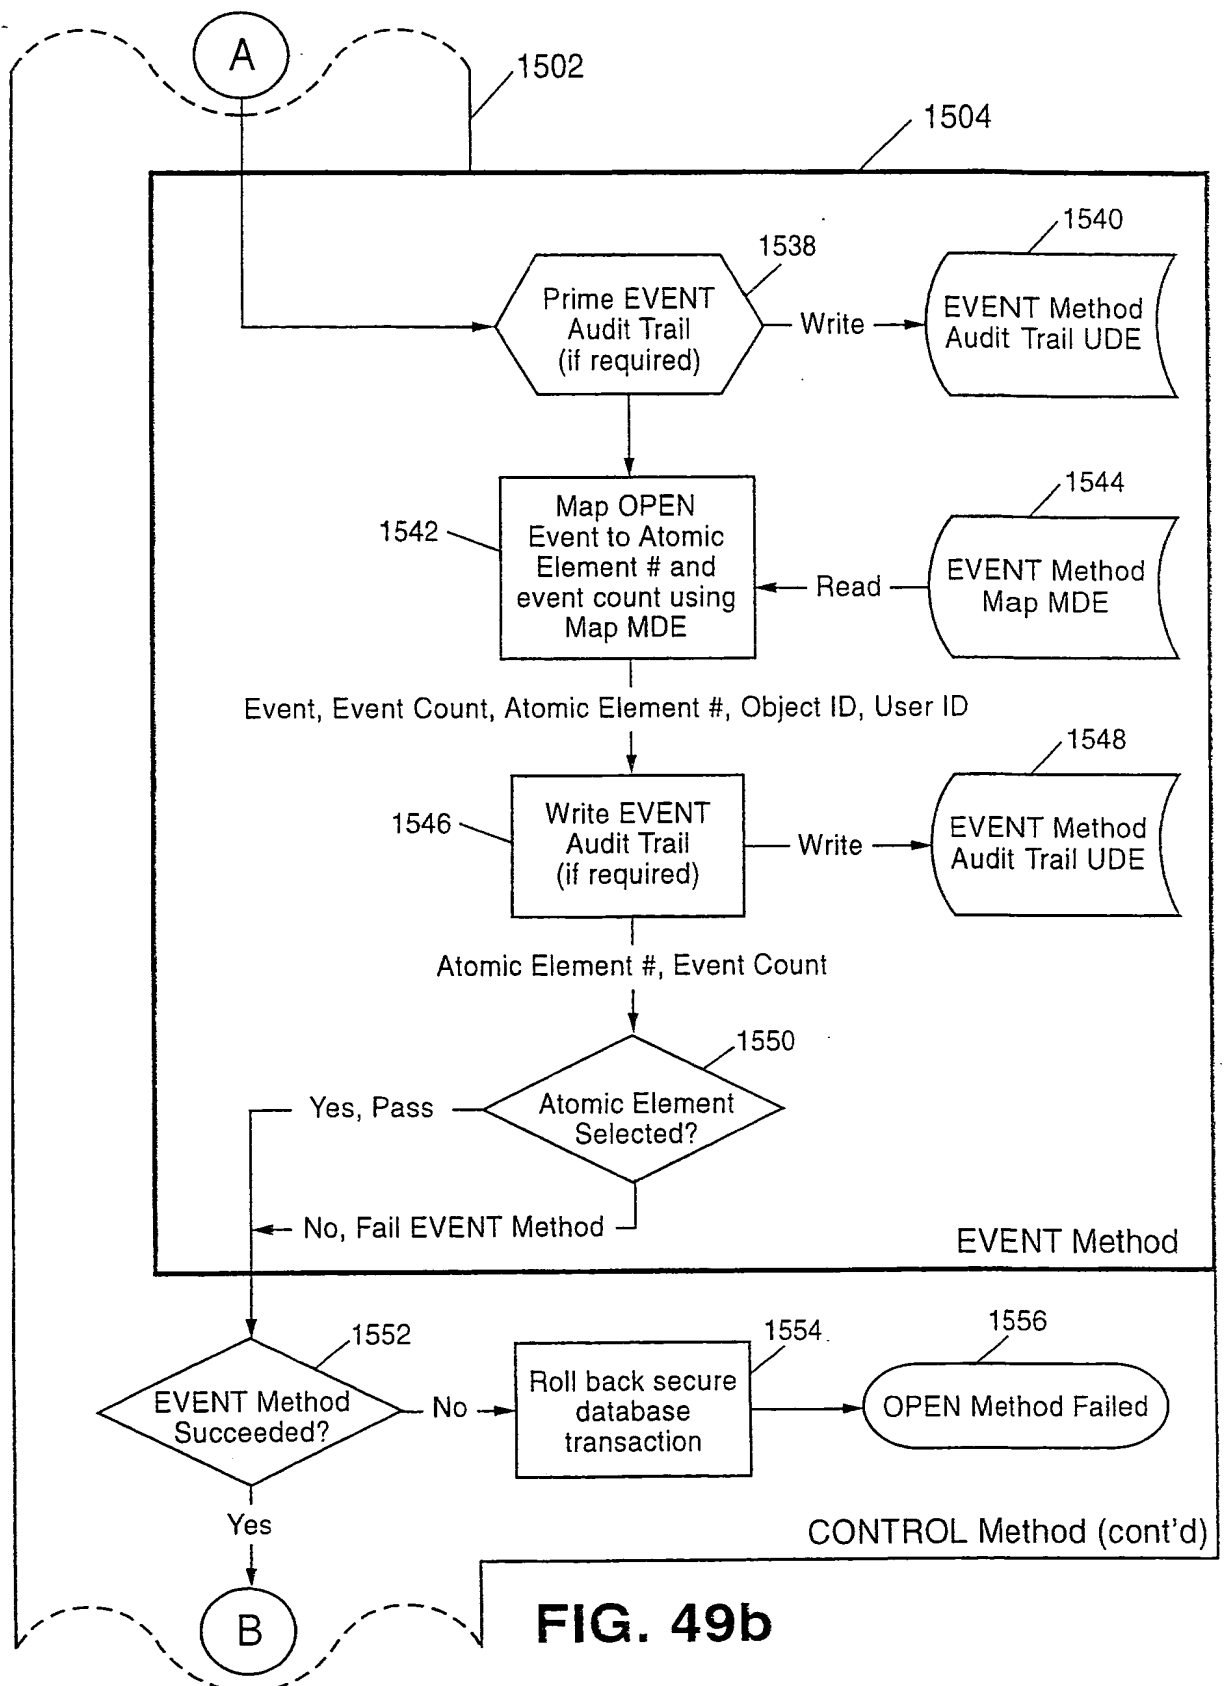 A
1502
1504
1538
1540
Prime EVENT
Audit Trail
(if required)
Write
EVENT Method
Audit Trail UDE
1542
Map OPEN
Event to Atomic
Element # and
event count using
Map MDE
Read
1544
EVENT Method
Map MDE
Event, Event Count, Atomic Element #, Object ID, User ID
1546
Write EVENT
Audit Trail
(if required)
Write
1548
EVENT Method
Audit Trail UDE
Atomic Element #, Event Count
1550
Atomic Element
Selected?
Yes, Pass
No, Fail EVENT Method
EVENT Method
1552
EVENT Method
Succeeded?
No
1554
Roll back secure
database
transaction
1556
OPEN Method Failed
Yes
CONTROL Method (cont'd)
B
FIG. 49b